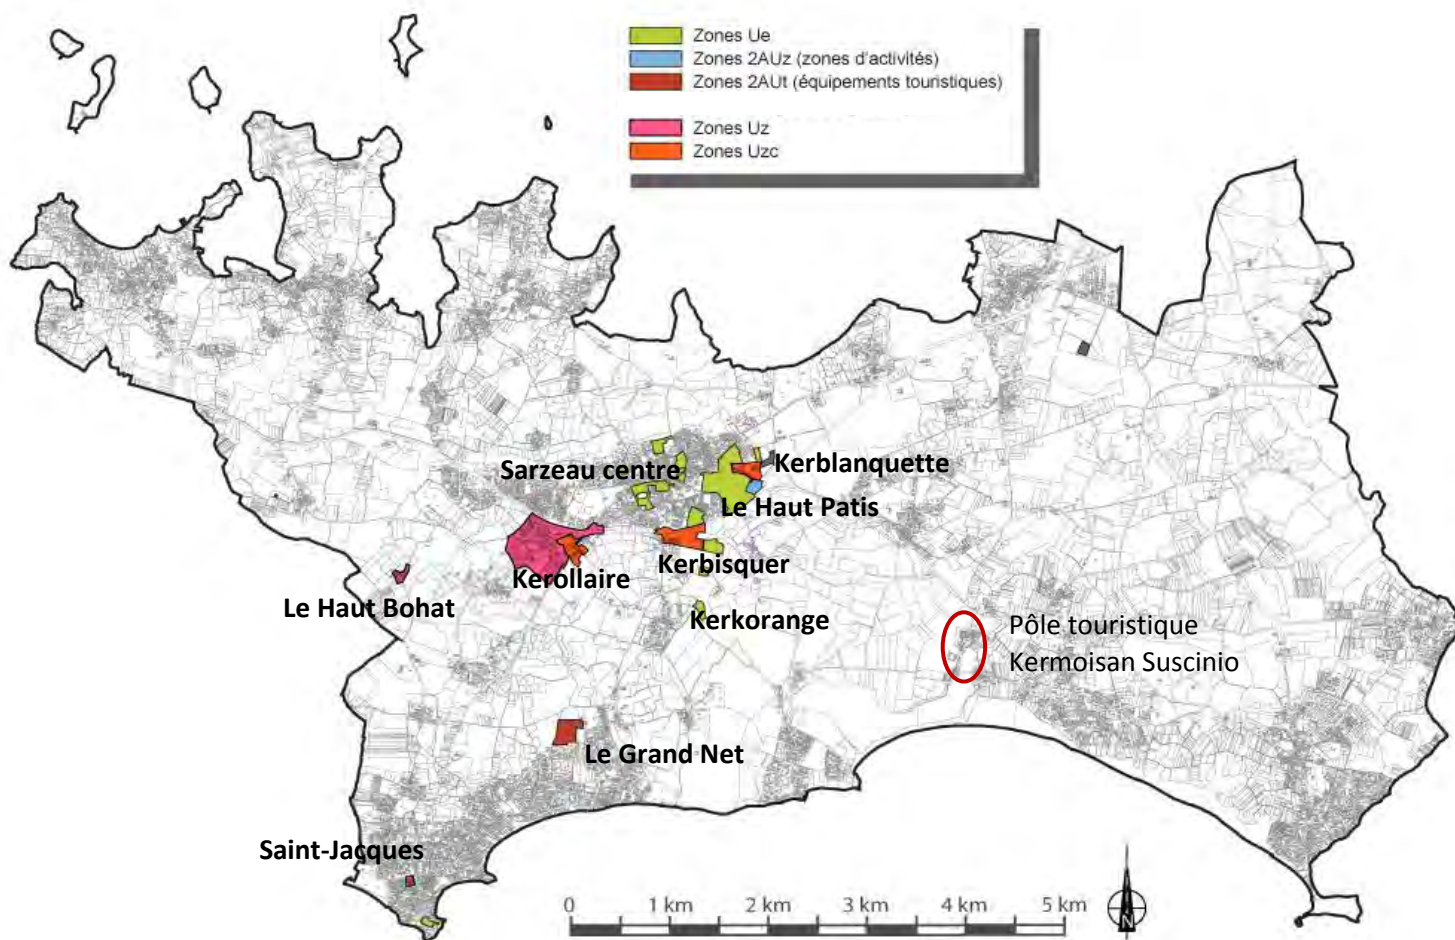 Zones Ue
Zones 2AUz (zones d'activités)
Zones 2AUt (équipements touristiques)
Zones Uz
Zones Uzc
Sarzeau centre
Kerblanquette
Le Haut Patis
Kerollaire
Kerbisquer
Le Haut Bohat
Kerkorange
Pôle touristique
Kermoisan Suscinio
Le Grand Net
Saint-Jacques
0 1 km 2 km 3 km 4 km 5 km
N